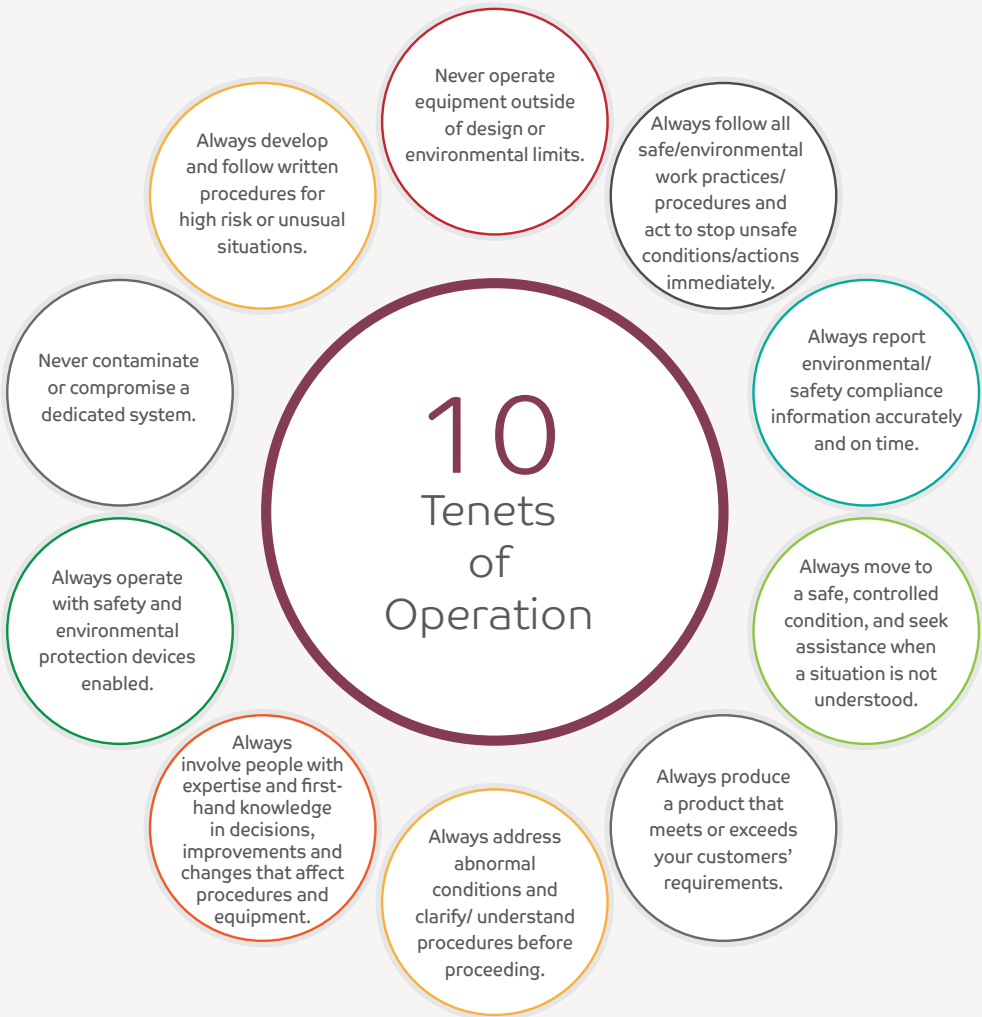 10
Tenets
of
Operation
Never operate
equipment outside
of design or
environmental limits.
Always follow all
safe/environmental
work practices/
procedures and
act to stop unsafe
conditions/actions
immediately.
Always report
environmental/
safety compliance
information accurately
and on time.
Always move to
a safe, controlled
condition, and seek
assistance when
a situation is not
understood.
Always produce
a product that
meets or exceeds
your customers’
requirements.
Always address
abnormal
conditions and
clarify/ understand
procedures before
proceeding.
Always
involve people with
expertise and first-
hand knowledge
in decisions,
improvements and
changes that affect
procedures and
equipment.
Always operate
with safety and
environmental
protection devices
enabled.
Never contaminate
or compromise a
dedicated system.
Always develop
and follow written
procedures for
high risk or unusual
situations.